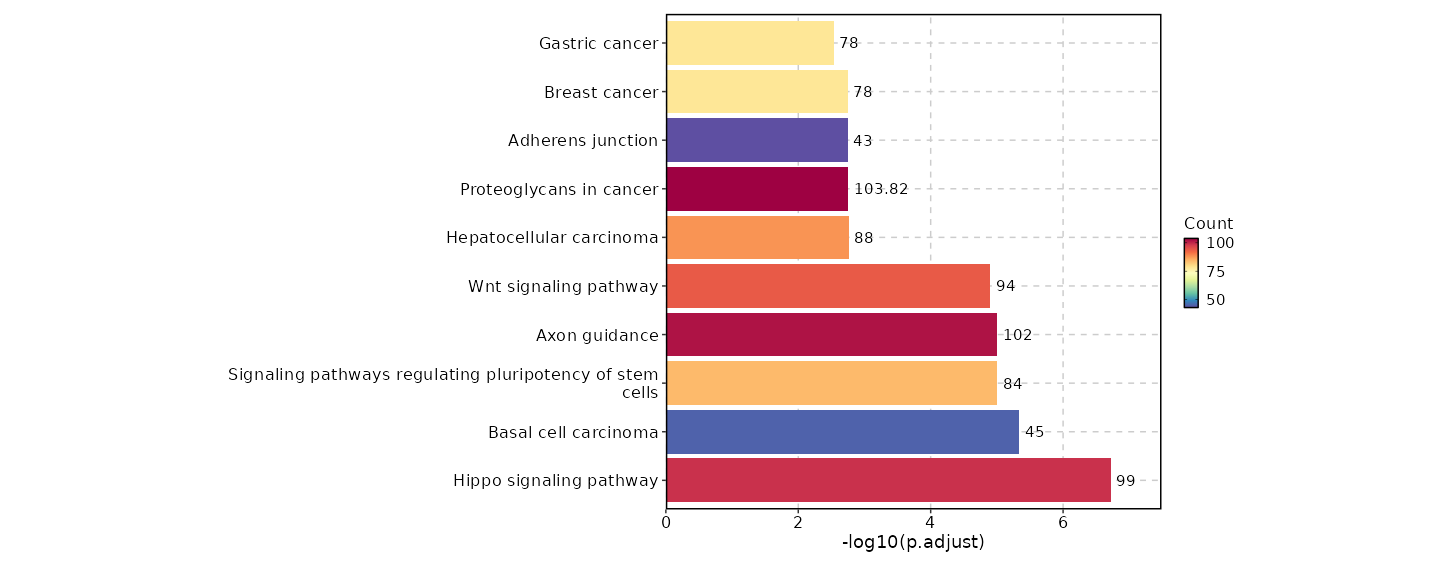 Gastric cancer
78
Breast cancer
78
Adherens junction
43
Proteoglycans in cancer
103.82
Hepatocellular carcinoma
88
Wnt signaling pathway
94
Axon guidance
102
Signaling pathways regulating pluripotency of stem
cells
84
Basal cell carcinoma
45
Hippo signaling pathway
99
0 2 4 6
-log10(p.adjust)
Count
100
75
50